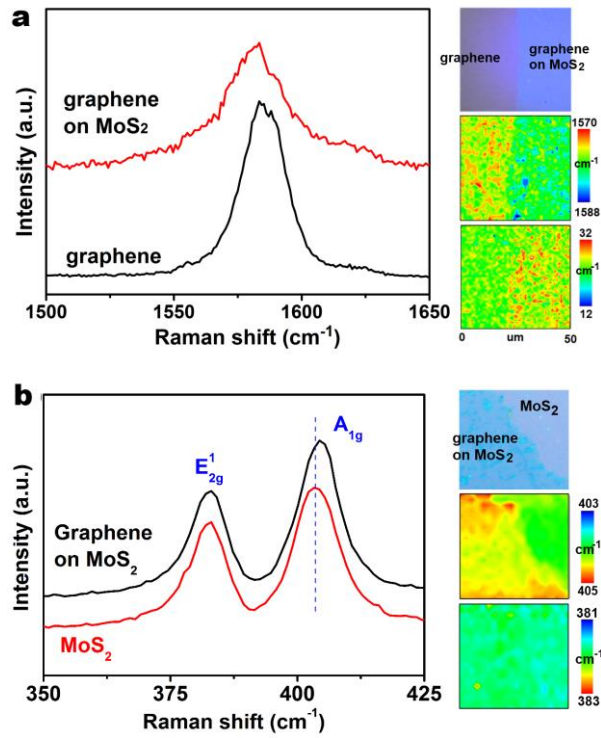 a
Intensity (a.u.)
graphene
on MoS₂
graphene
1500
1550
1600
1650
Raman shift (cm⁻¹)
graphene
graphene
on MoS₂
1570
cm⁻¹
1588
32
cm⁻¹
12
0
um
50
b
Intensity (a.u.)
E¹₂g
A₁g
Graphene
on MoS₂
MoS₂
350
375
400
425
Raman shift (cm⁻¹)
MoS₂
graphene
on MoS₂
403
cm⁻¹
405
381
cm⁻¹
383